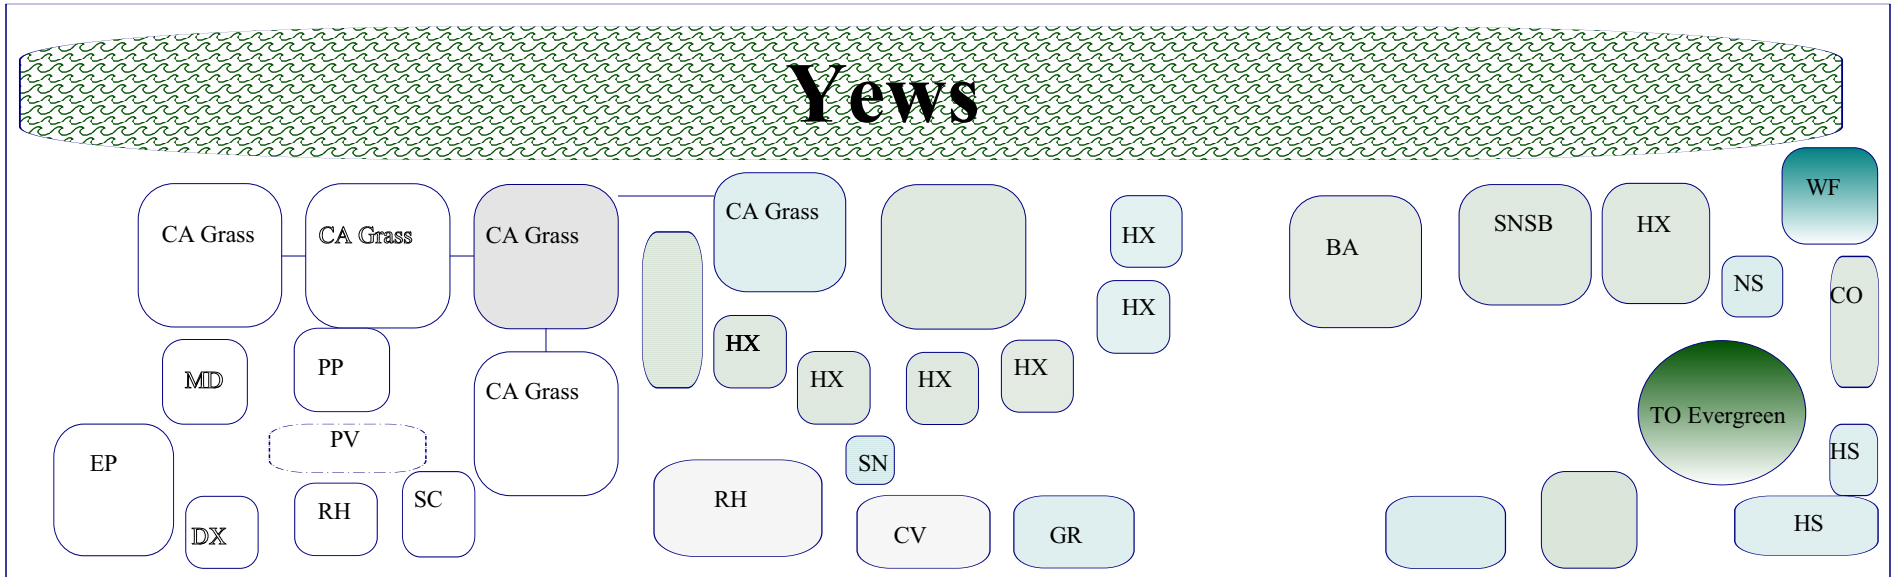 Yews
WF
CA Grass
CA Grass
CA Grass
CA Grass
HX
BA
SNSB
HX
NS
CO
HX
MD
PP
CA Grass
HX
HX
HX
HX
TO Evergreen
EP
PV
SN
HS
DX
RH
SC
RH
CV
GR
HS